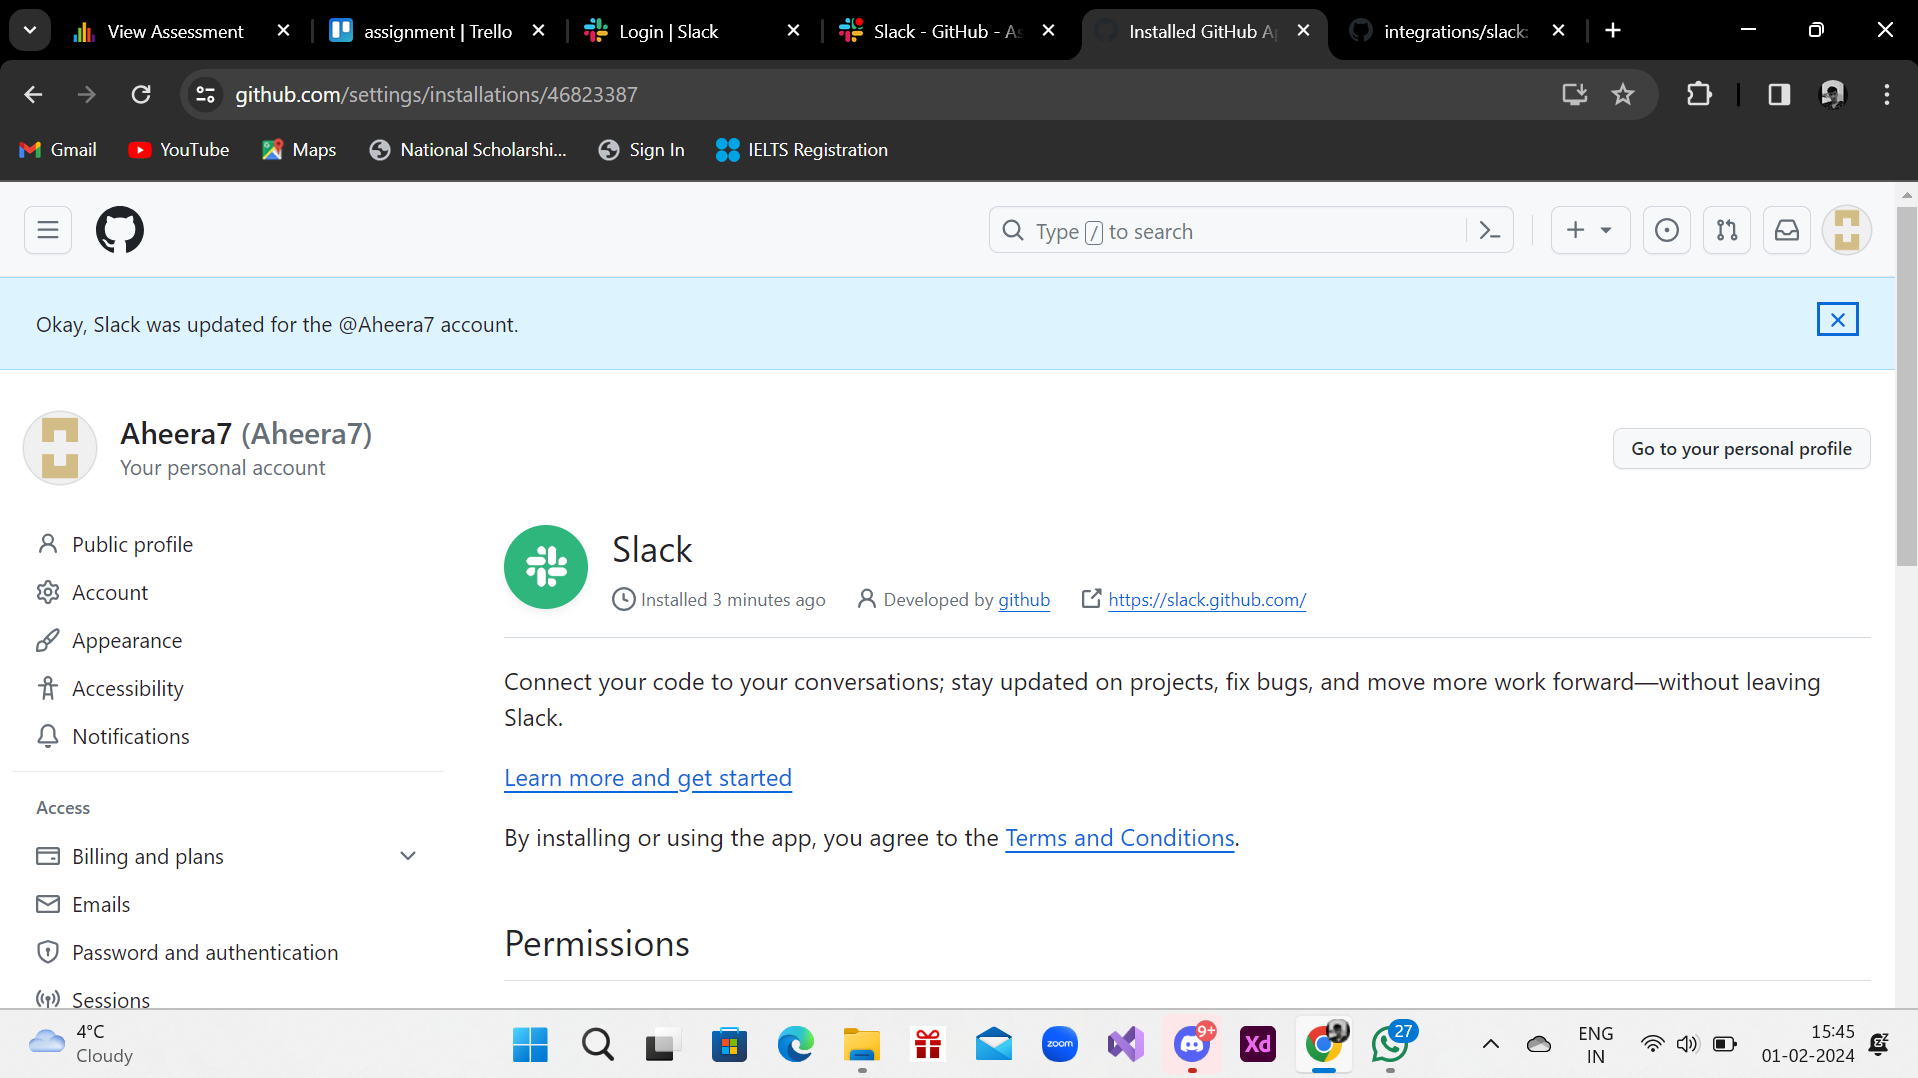 View Assessment
assignment | Trello
Login | Slack
Slack - GitHub - As
Installed GitHub Ap
integrations/slack:
github.com/settings/installations/46823387
Gmail
YouTube
Maps
National Scholarshi...
Sign In
IELTS Registration
Type / to search
Okay, Slack was updated for the @Aheera7 account.
Aheera7 (Aheera7)
Your personal account
Go to your personal profile
Public profile
Account
Appearance
Accessibility
Notifications
Access
Billing and plans
Emails
Password and authentication
Sessions
Slack
Installed 3 minutes ago
Developed by github
https://slack.github.com/
Connect your code to your conversations; stay updated on projects, fix bugs, and move more work forward—without leaving
Slack.
Learn more and get started
By installing or using the app, you agree to the Terms and Conditions.
Permissions
4°C
Cloudy
zoom
9+
Xd
27
ENG
IN
15:45
01-02-2024